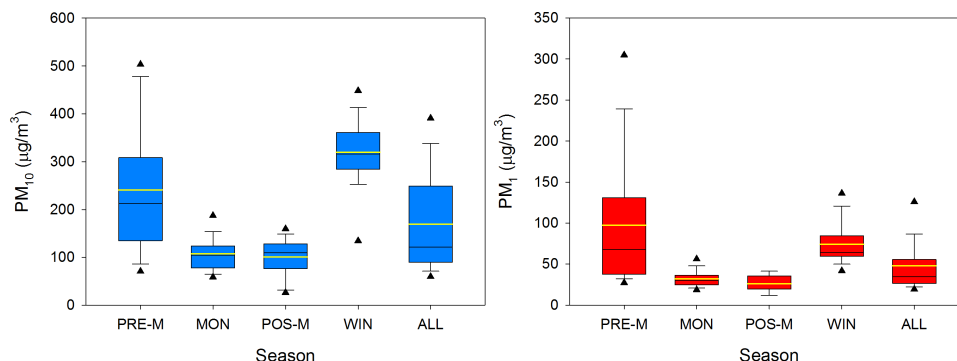 600
500
400
300
200
100
0
PM10 (μg/m3)
PRE-M MON POS-M WIN ALL
Season
350
300
250
200
150
100
50
0
PM1 (μg/m3)
PRE-M MON POS-M WIN ALL
Season